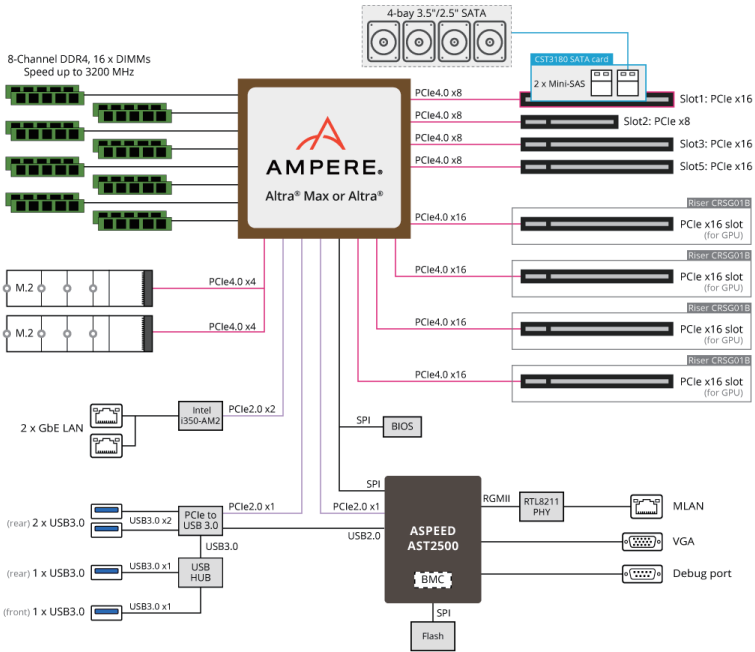 4-bay 3.5"/2.5" SATA
8-Channel DDR4, 16 x DIMMs
Speed up to 3200 MHz
CST3180 SATA card
2 x Mini-SAS
PCIe4.0 x8
Slot1: PCIe x16
PCIe4.0 x8
Slot2: PCIe x8
PCIe4.0 x8
Slot3: PCIe x16
PCIe4.0 x8
Slot5: PCIe x16
AMPERE®
Altra® Max or Altra®
Riser CRSG01B
PCIe4.0 x16
PCIe x16 slot
(for GPU)
Riser CRSG01B
PCIe4.0 x16
PCIe x16 slot
(for GPU)
Riser CRSG01B
PCIe4.0 x16
PCIe x16 slot
(for GPU)
Riser CRSG01B
PCIe4.0 x16
PCIe x16 slot
(for GPU)
M.2
PCIe4.0 x4
M.2
PCIe4.0 x4
2 x GbE LAN
Intel
i350-AM2
PCIe2.0 x2
SPI
BIOS
SPI
(rear) 2 x USB3.0
USB3.0 x2
PCIe to
USB 3.0
PCIe2.0 x1
PCIe2.0 x1
USB2.0
USB3.0
(rear) 1 x USB3.0
USB3.0 x1
USB
HUB
(front) 1 x USB3.0
USB3.0 x1
ASPEED
AST2500
BMC
RGMII
RTL8211
PHY
MLAN
VGA
Debug port
SPI
Flash